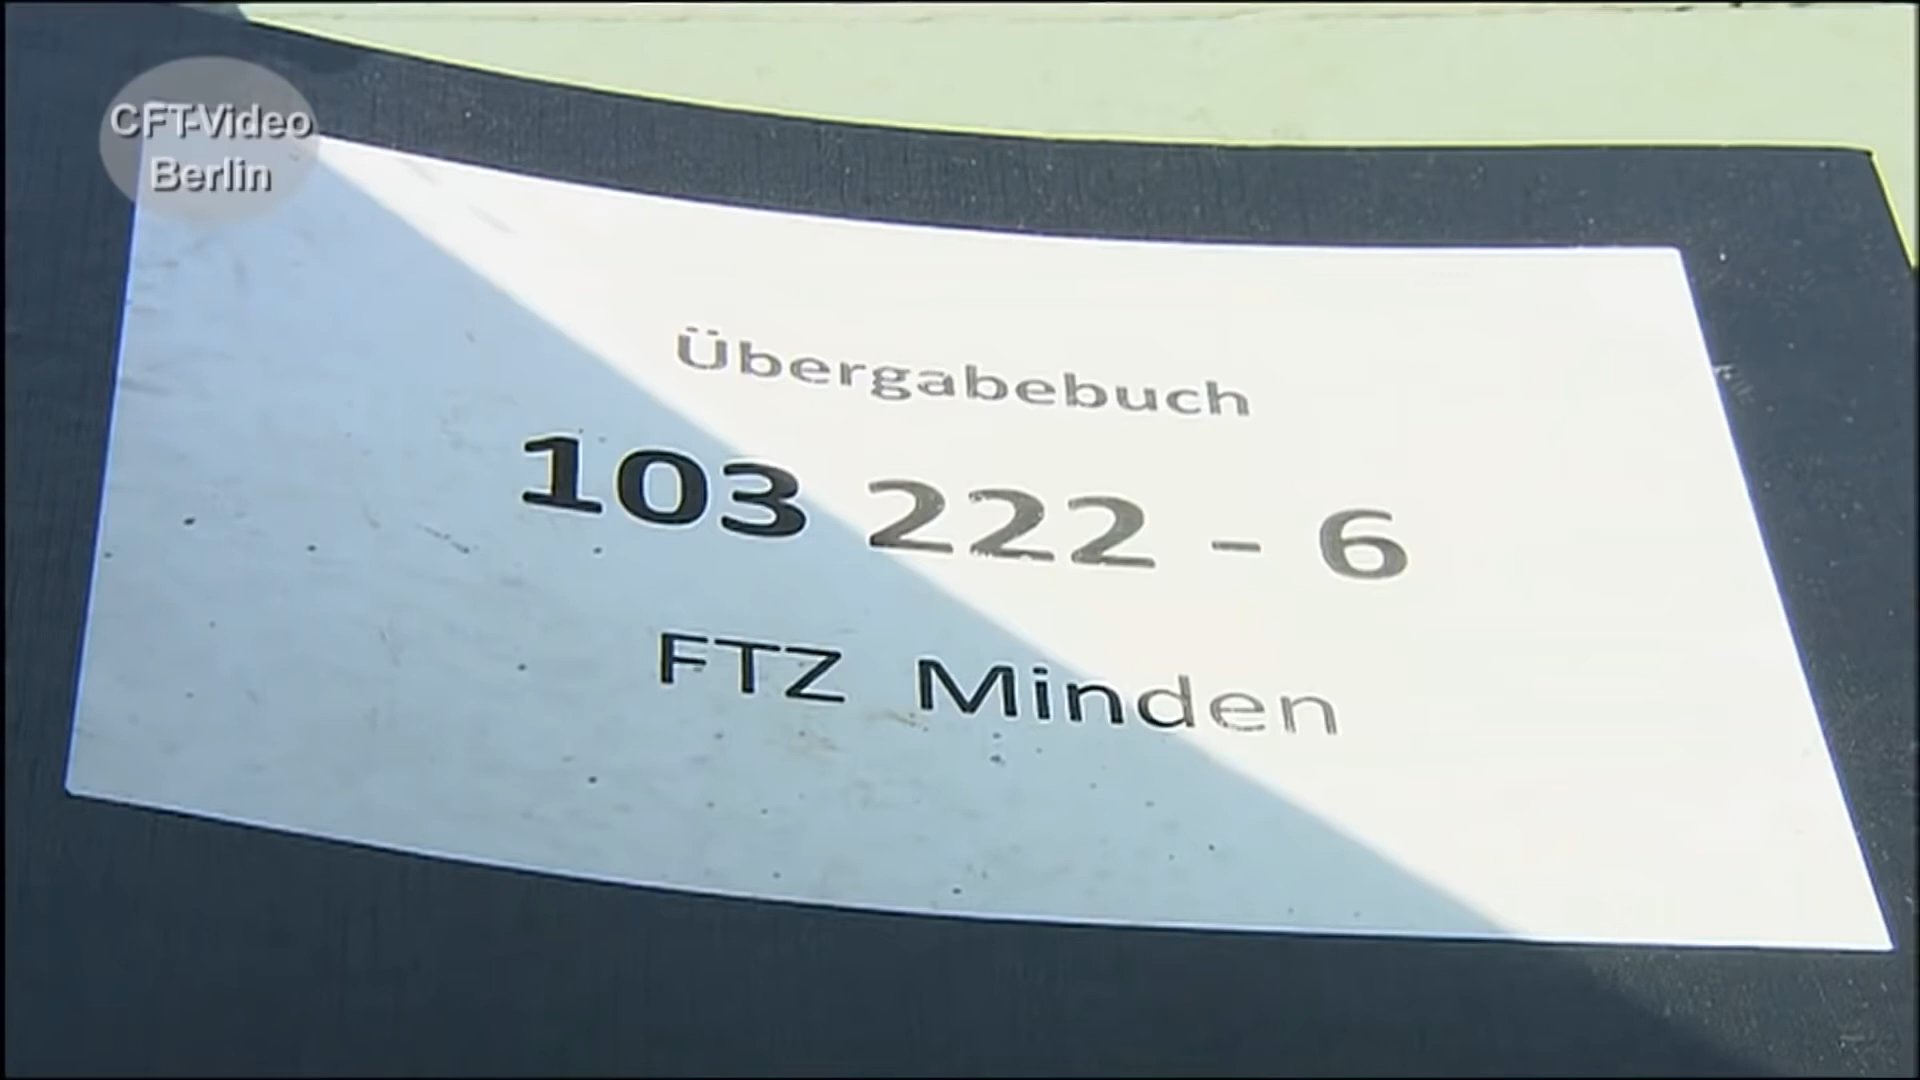 CFT-Video
Berlin
Übergabebuch
103 222 - 6
FTZ Minden